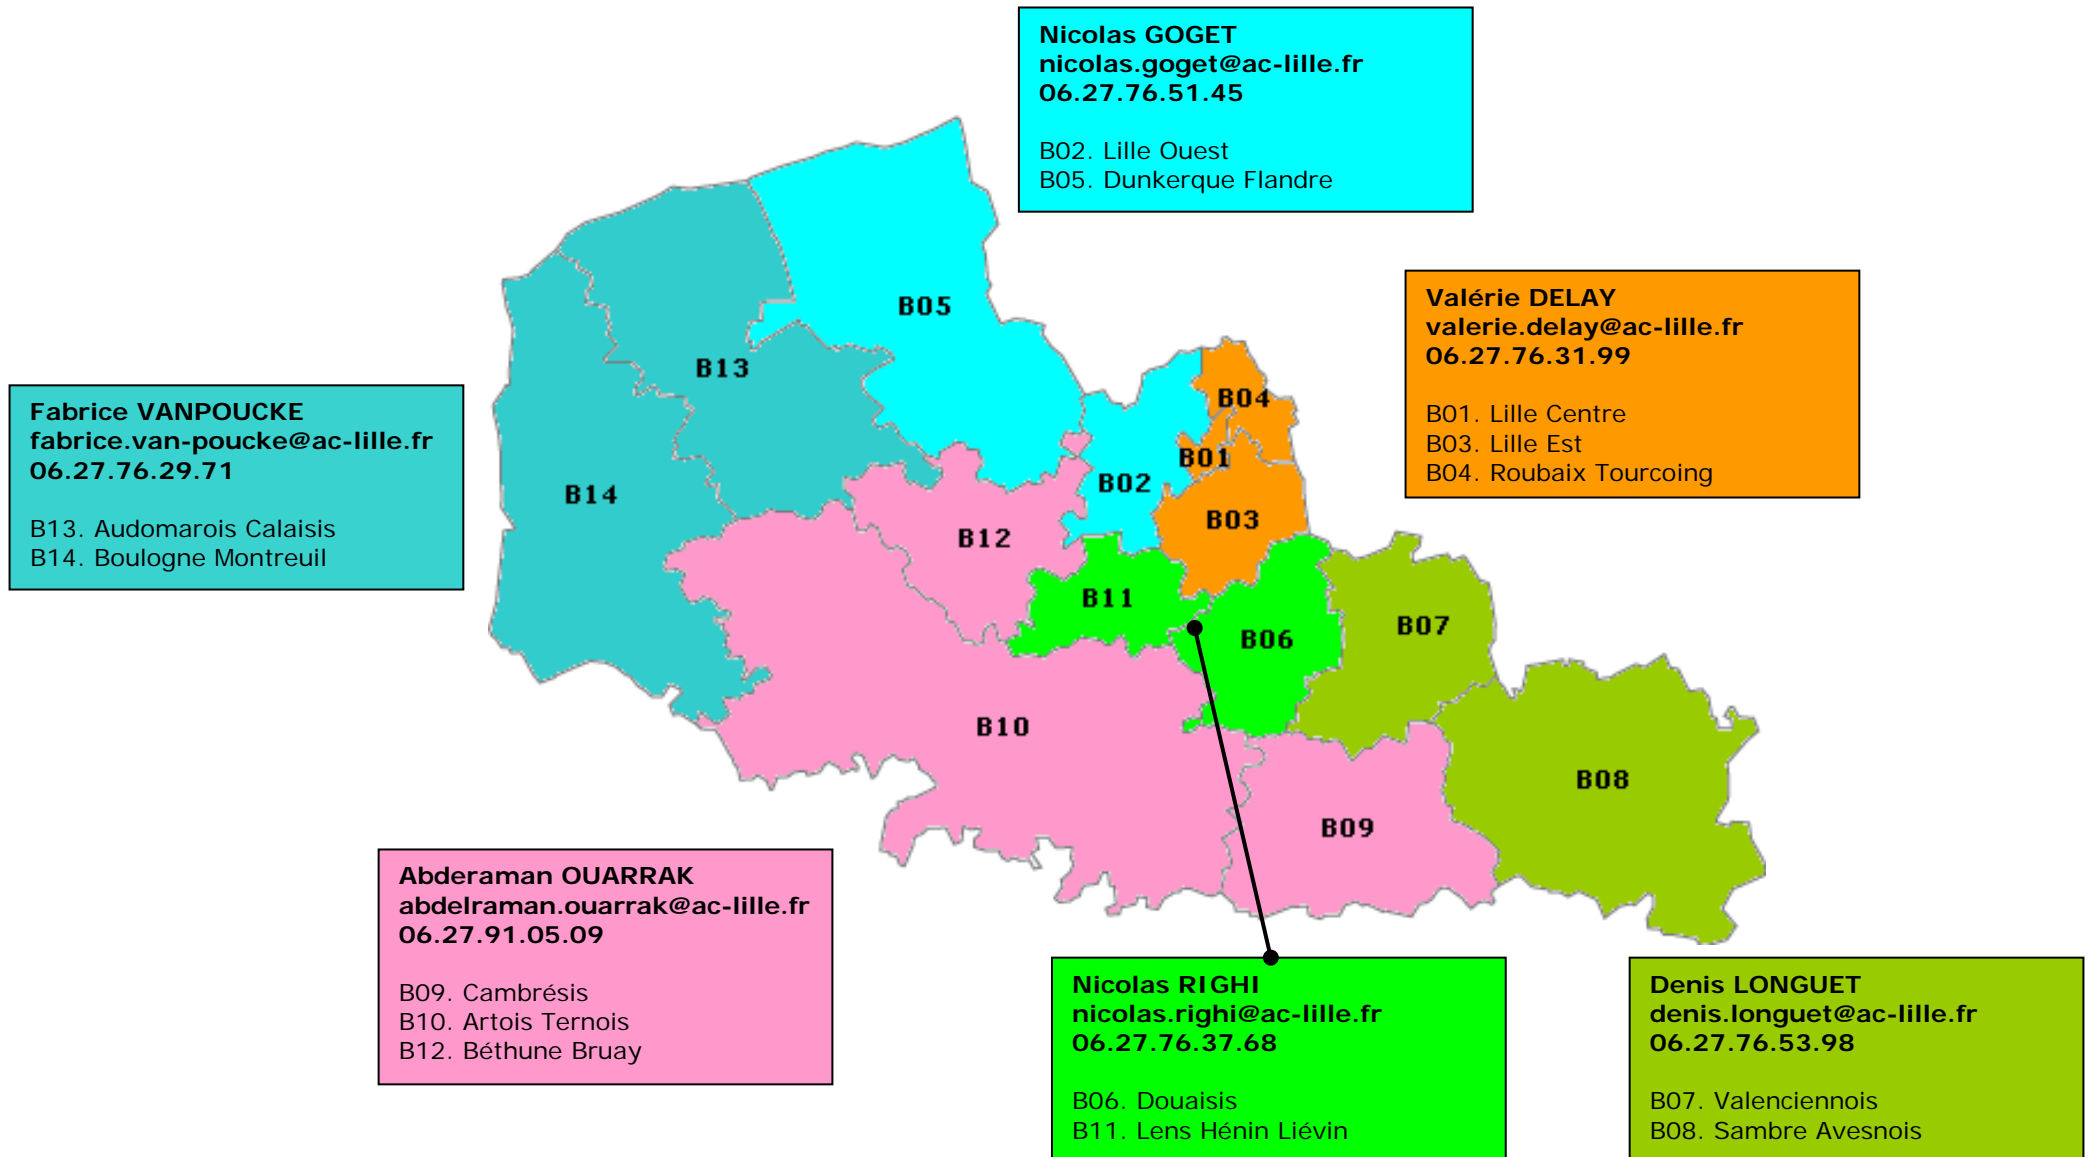 Nicolas GOGET
nicolas.goget@ac-lille.fr
06.27.76.51.45
B02. Lille Ouest
B05. Dunkerque Flandre
Valérie DELAY
valerie.delay@ac-lille.fr
06.27.76.31.99
B01. Lille Centre
B03. Lille Est
B04. Roubaix Tourcoing
Fabrice VANPOUCKE
fabrice.van-poucke@ac-lille.fr
06.27.76.29.71
B13. Audomarois Calaisis
B14. Boulogne Montreuil
B05
B13
B04
B01
B02
B14
B03
B12
B11
B07
B06
B10
B08
B09
Abderaman OUARRAK
abdelraman.ouarrak@ac-lille.fr
06.27.91.05.09
B09. Cambrésis
B10. Artois Ternois
B12. Béthune Bruay
Nicolas RIGHI
nicolas.righi@ac-lille.fr
06.27.76.37.68
B06. Douaisis
B11. Lens Hénin Liévin
Denis LONGUET
denis.longuet@ac-lille.fr
06.27.76.53.98
B07. Valenciennois
B08. Sambre Avesnois